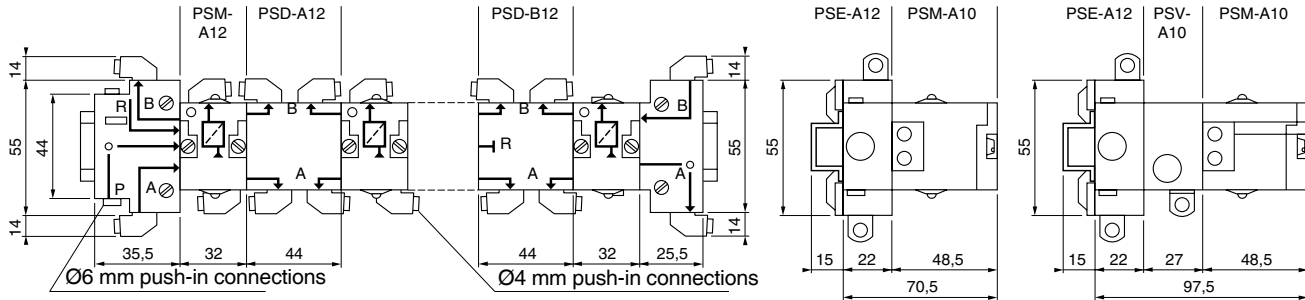 PSM-
A12
PSD-A12
PSD-B12
PSE-A12
PSM-A10
PSE-A12
PSV-
A10
PSM-A10
14
14
B
R
B
B
B
55
44
R
55
55
55
P
A
A
A
A
14
14
35,5
32
44
44
32
25,5
15
22
48,5
15
22
27
48,5
Ø6 mm push-in connections
Ø4 mm push-in connections
70,5
97,5